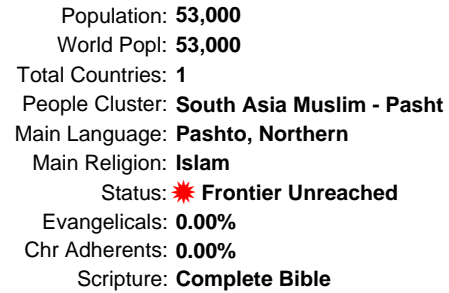 Population: 53,000
World Popl: 53,000
Total Countries: 1
People Cluster: South Asia Muslim - Pasht
Main Language: Pashto, Northern
Main Religion: Islam
Status: Frontier Unreached
Evangelicals: 0.00%
Chr Adherents: 0.00%
Scripture: Complete Bible